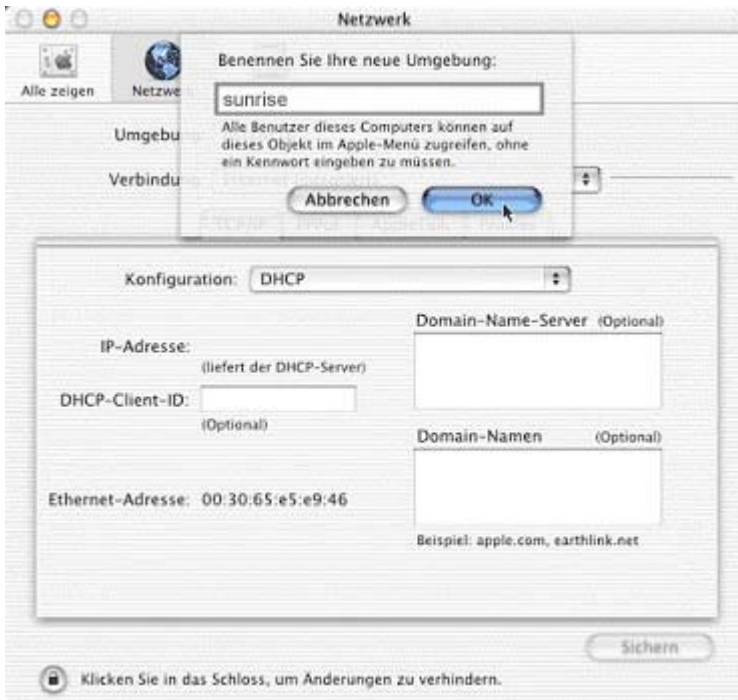 Netzwerk
Alle zeigen
Netzwe
Benennen Sie Ihre neue Umgebung:
sunrise
Alle Benutzer dieses Computers können auf
dieses Objekt im Apple-Menü zugreifen, ohne
ein Kennwort eingeben zu müssen.
Umgebu
Verbindu
Abbrechen
OK
Konfiguration: DHCP
Domain-Name-Server (Optional)
IP-Adresse:
(liefert der DHCP-Server)
DHCP-Client-ID:
(Optional)
Domain-Namen (Optional)
Ethernet-Adresse: 00:30:65:e5:e9:46
Beispiel: apple.com, earthlink.net
Sichern
Klicken Sie in das Schloss, um Änderungen zu verhindern.